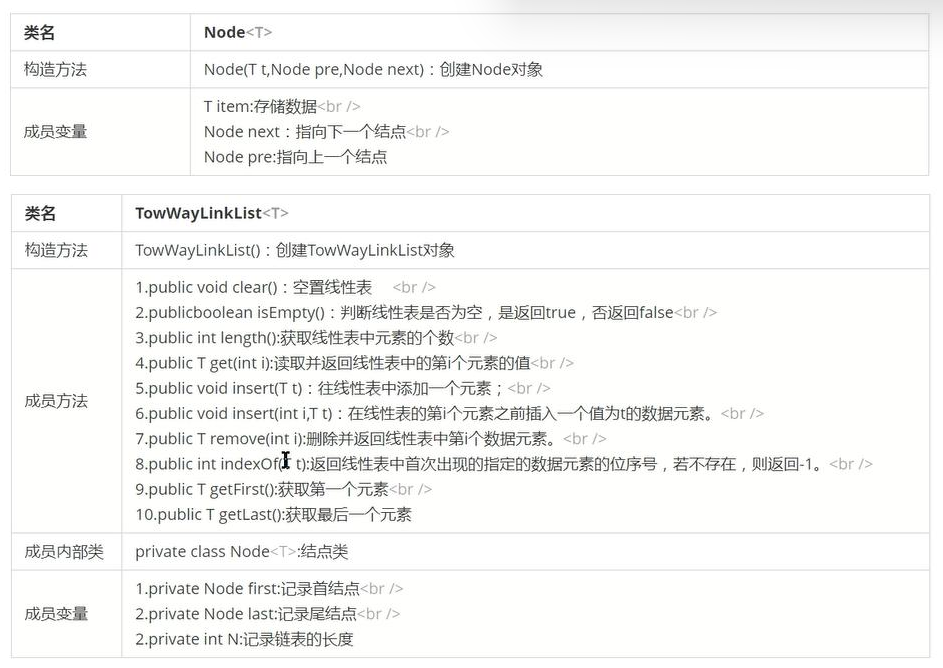 类名 Node<T>
构造方法 Node(T t,Node pre,Node next)：创建Node对象
T item:存储数据<br />
成员变量 Node next：指向下一个结点<br />
Node pre:指向上一个结点
类名 TowWayLinkList<T>
构造方法 TowWayLinkList()：创建TowWayLinkList对象
1.public void clear()：空置线性表 <br />
2.publicboolean isEmpty()：判断线性表是否为空，是返回true，否返回false<br />
3.public int length():获取线性表中元素的个数<br />
4.public T get(int i):读取并返回线性表中的第i个元素的值<br />
成员方法 5.public void insert(T t)：往线性表中添加一个元素；<br />
6.public void insert(int i,T t)：在线性表的第i个元素之前插入一个值为t的数据元素。<br />
7.public T remove(int i):删除并返回线性表中第i个数据元素。<br />
8.public int indexOf( t):返回线性表中首次出现的指定的数据元素的位序号，若不存在，则返回-1。<br />
9.public T getFirst():获取第一个元素<br />
10.public T getLast():获取最后一个元素
成员内部类 private class Node<T>:结点类
1.private Node first:记录首结点<br />
成员变量 2.private Node last:记录尾结点<br />
2.private int N:记录链表的长度